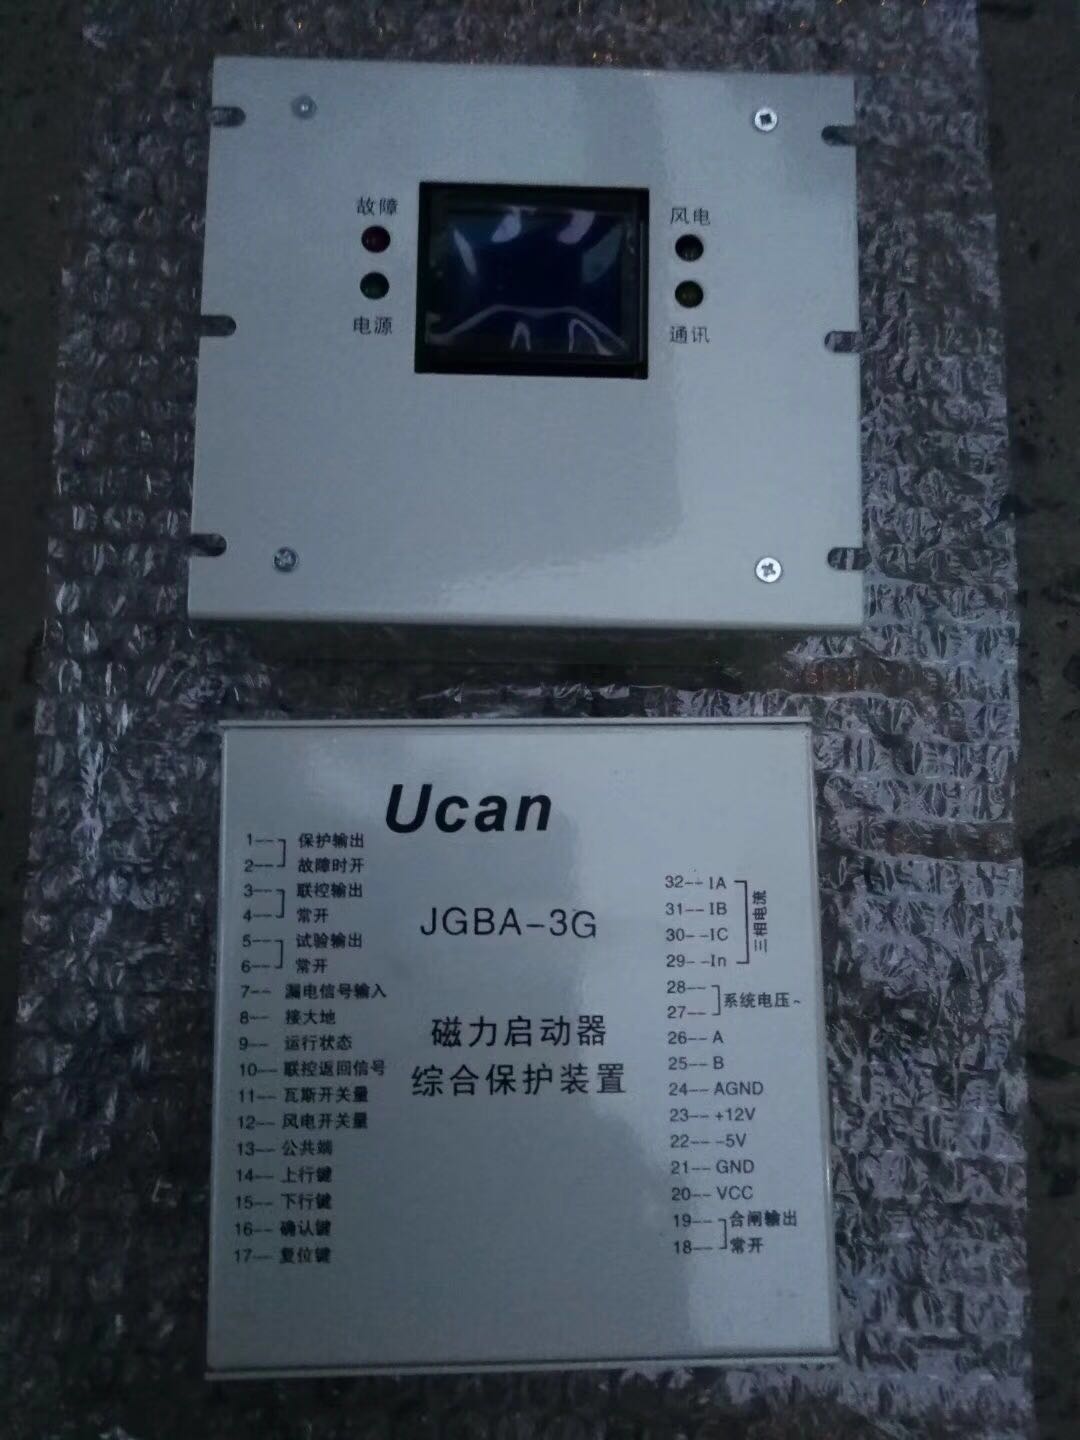 故障
风电
电源
通讯
Ucan
JGBA-3G
磁力启动器
综合保护装置
1-- 保护输出
2-- 故障时开
3-- 联控输出
4-- 常开
5-- 试验输出
6-- 常开
7-- 漏电信号输入
8-- 接大地
9-- 运行状态
10-- 联控返回信号
11-- 瓦斯开关量
12-- 风电开关量
13-- 公共端
14-- 上行键
15-- 下行键
16-- 确认键
17-- 复位键
32-- IA
31-- IB
30-- IC
29-- In
三相电流
28--
27-- 系统电压~
26-- A
25-- B
24-- AGND
23-- +12V
22-- -5V
21-- GND
20-- VCC
19-- 合闸输出
18-- 常开